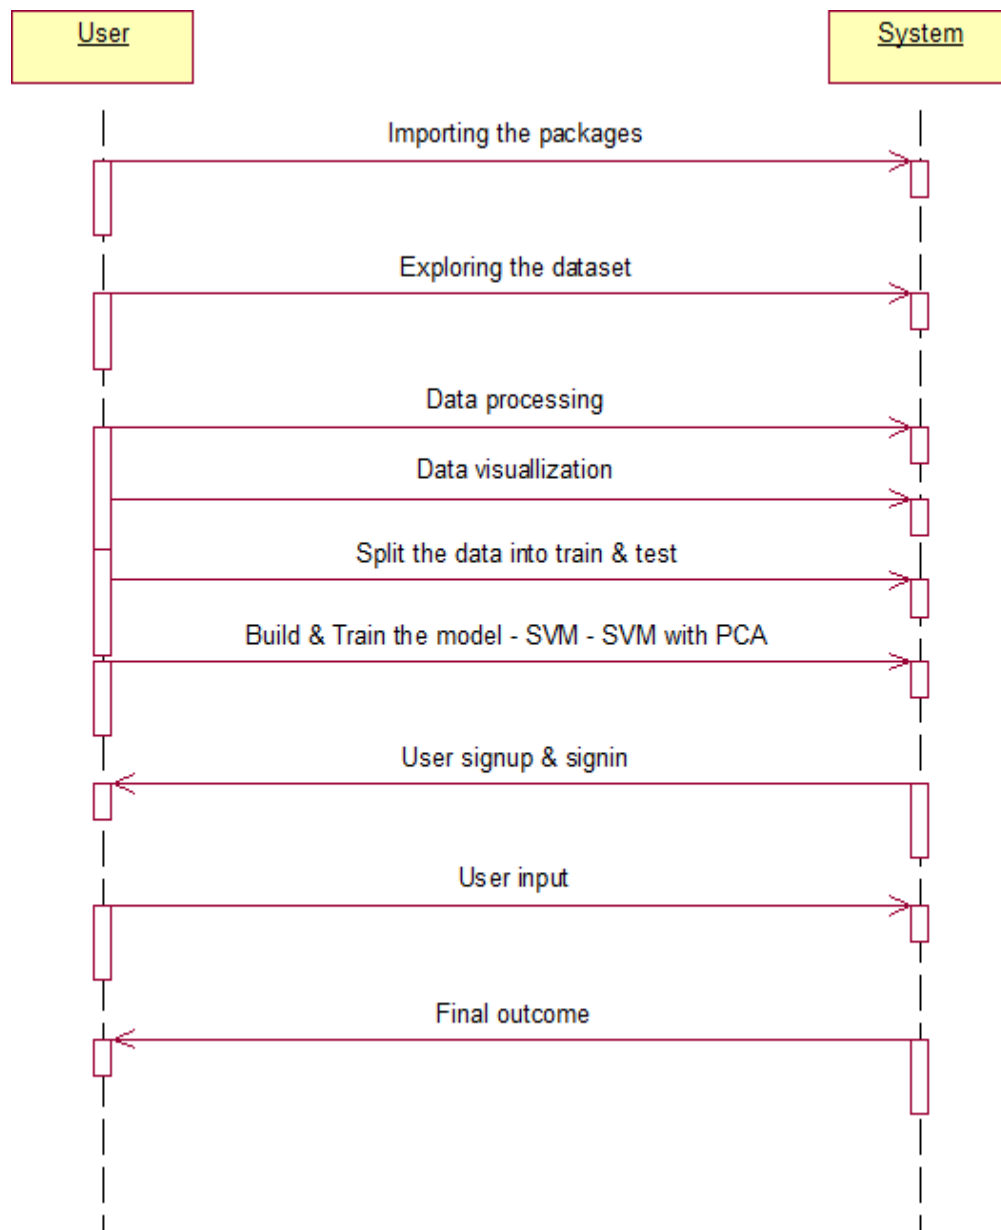 User
System
Importing the packages
Exploring the dataset
Data processing
Data visuallization
Split the data into train & test
Build & Train the model - SVM - SVM with PCA
User signup & signin
User input
Final outcome